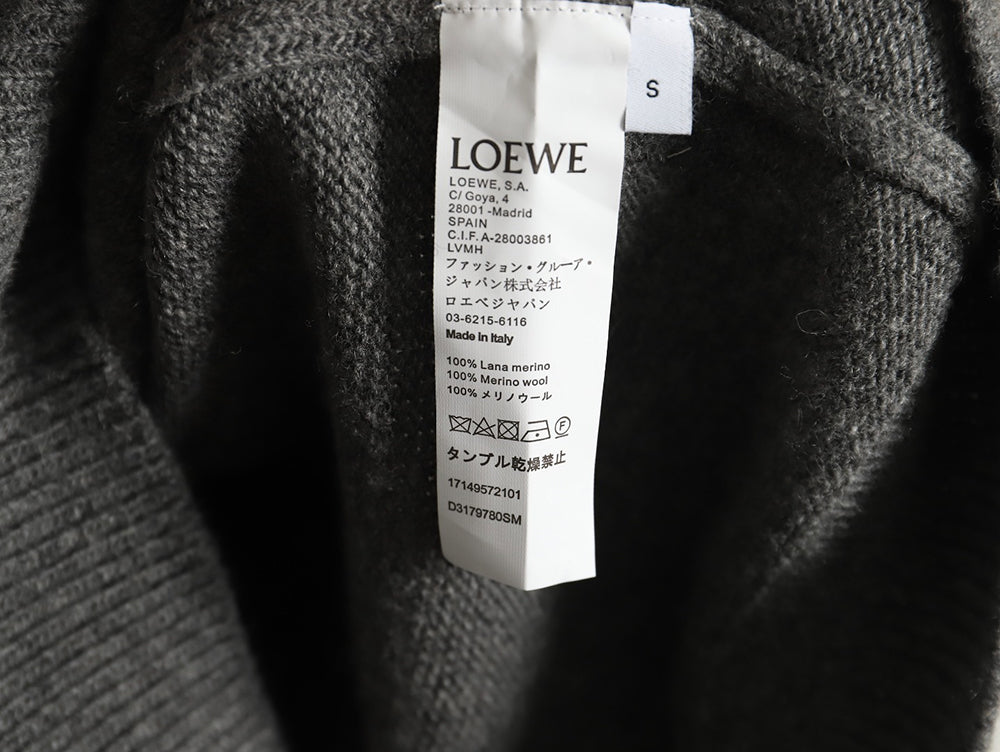 S
LOEWE
LOEWE, S.A.
C/ Goya, 4
28001 -Madrid
SPAIN
C.I.F. A-28003861
LVMH
ファッション・グルーア・
ジャパン株式会社
ロエベジャパン
03-6215-6116
Made in Italy
100% Lana merino
100% Merino wool
100% メリノウール
F
タンブル乾燥禁止
17149572101
D3179780SM